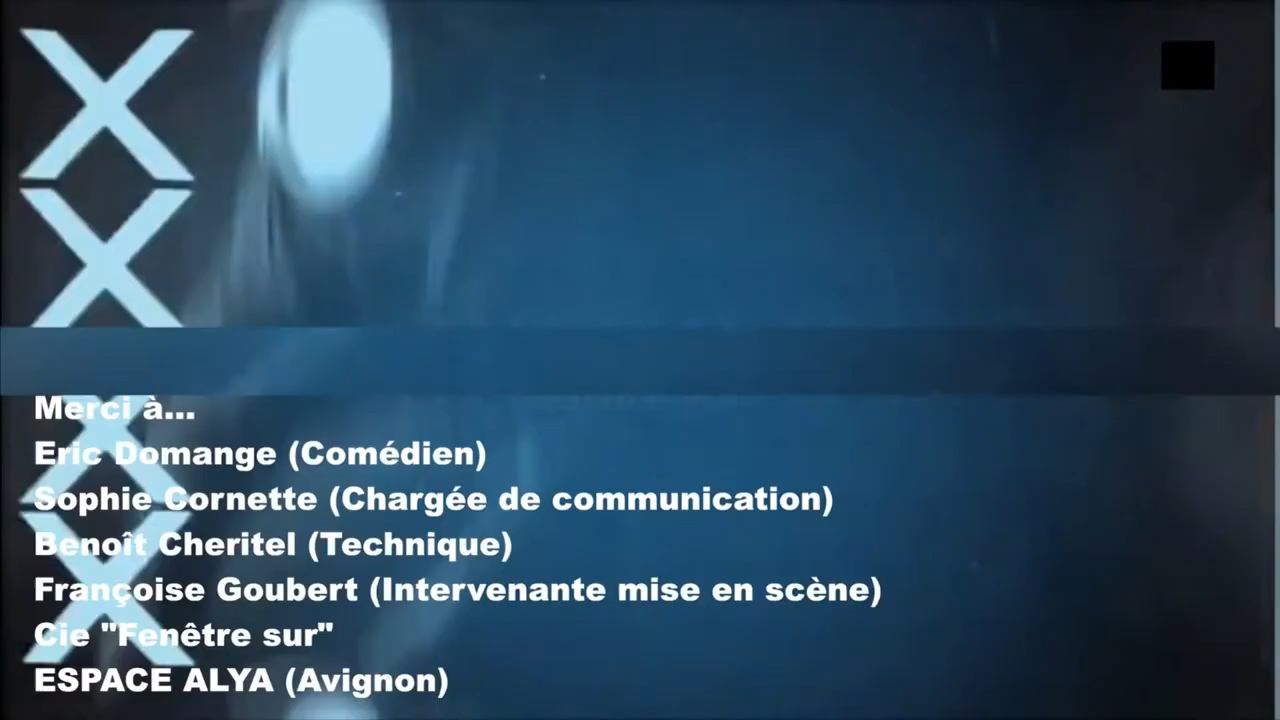 X
X
Merci à...
Eric Domange (Comédien)
Sophie Cornette (Chargée de communication)
Benoît Cheritel (Technique)
Françoise Goubert (Intervenante mise en scène)
Cie "Fenêtre sur"
ESPACE ALYA (Avignon)